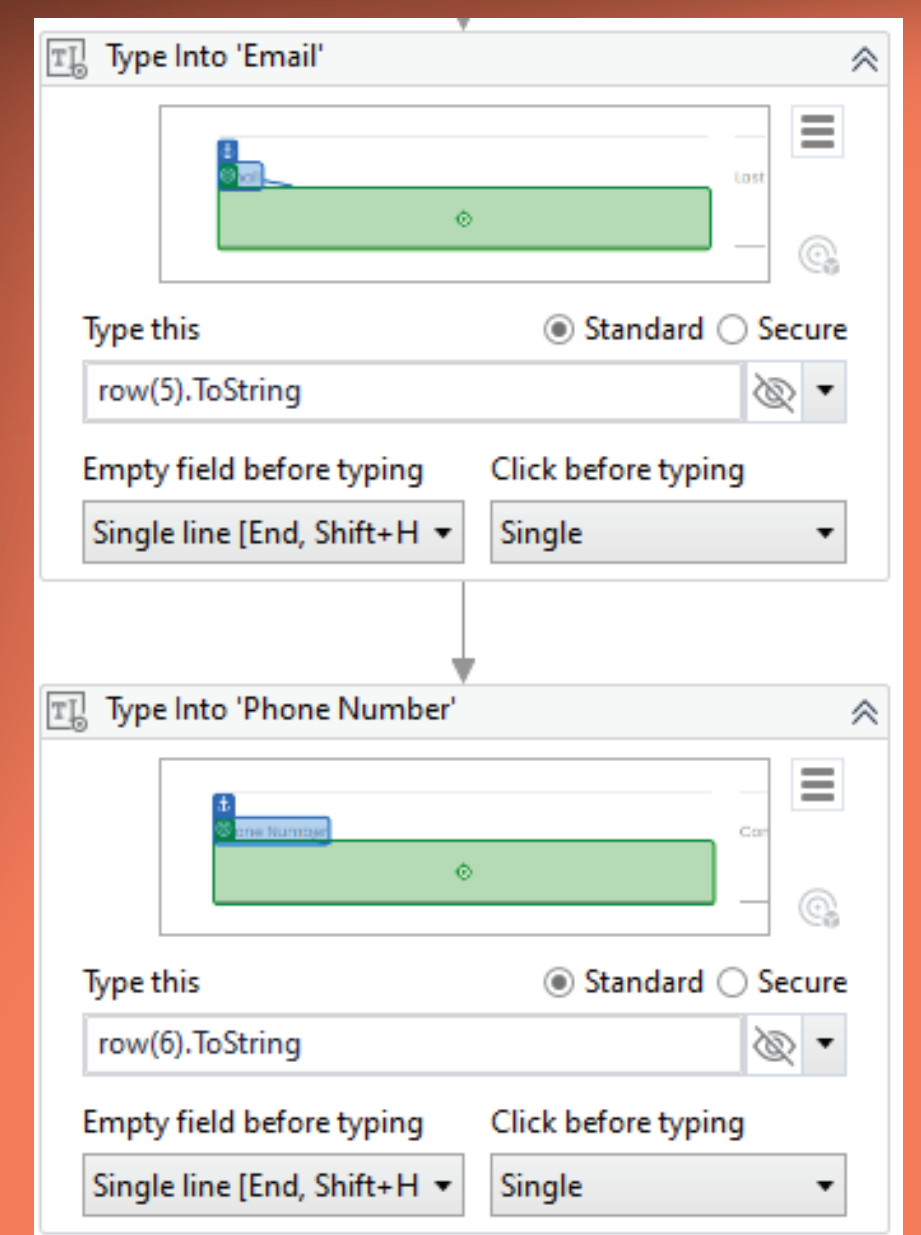 Type Into 'Email'
Last
Type this
Standard
Secure
row(5).ToString
Empty field before typing
Click before typing
Single line [End, Shift+H
Single
Type Into 'Phone Number'
one Number
Type this
Standard
Secure
row(6).ToString
Empty field before typing
Click before typing
Single line [End, Shift+H
Single